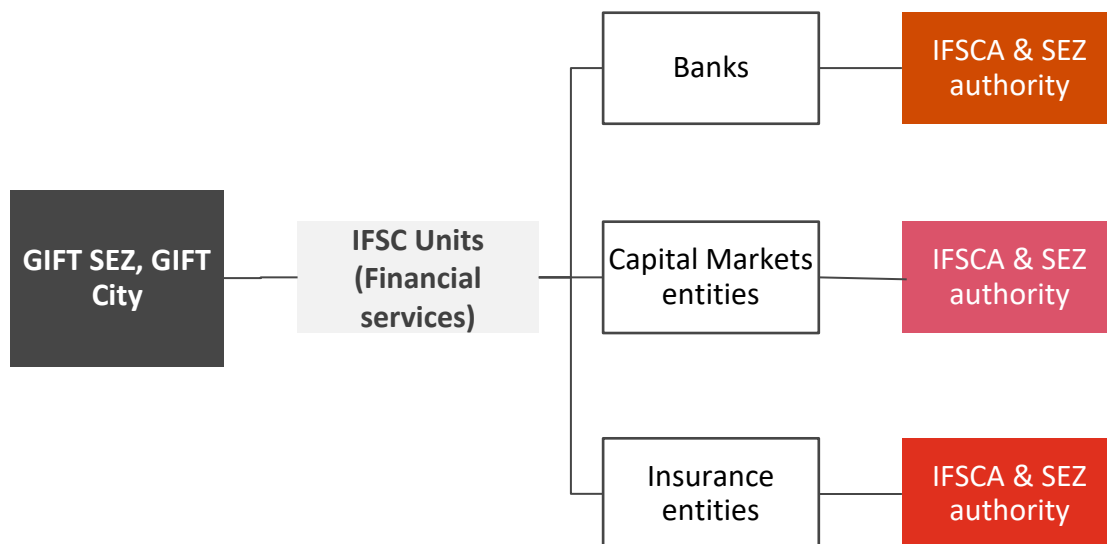 Banks
IFSCA & SEZ
authority
GIFT SEZ, GIFT
City
IFSC Units
(Financial
services)
Capital Markets
entities
IFSCA & SEZ
authority
Insurance
entities
IFSCA & SEZ
authority